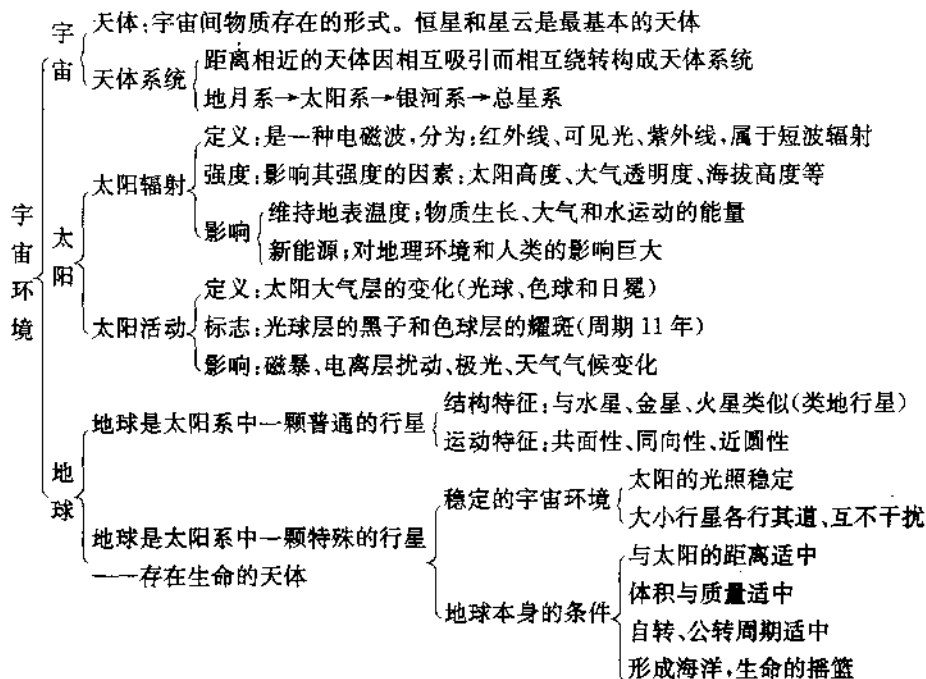 宇宙环境
宇宙
天体:宇宙间物质存在的形式。恒星和星云是最基本的天体
天体系统
距离相近的天体因相互吸引而相互绕转构成天体系统
地月系→太阳系→银河系→总星系
太阳
太阳辐射
定义:是一种电磁波,分为:红外线、可见光、紫外线,属于短波辐射
强度:影响其强度的因素:太阳高度、大气透明度、海拔高度等
影响
维持地表温度;物质生长、大气和水运动的能量
新能源;对地理环境和人类的影响巨大
太阳活动
定义:太阳大气层的变化(光球、色球和日冕)
标志:光球层的黑子和色球层的耀斑(周期 11 年)
影响:磁暴、电离层扰动、极光、天气气候变化
地球
地球是太阳系中一颗普通的行星
结构特征:与水星、金星、火星类似(类地行星)
运动特征:共面性、同向性、近圆性
地球是太阳系中一颗特殊的行星
——存在生命的天体
稳定的宇宙环境
太阳的光照稳定
大小行星各行其道、互不干扰
地球本身的条件
与太阳的距离适中
体积与质量适中
自转、公转周期适中
形成海洋,生命的摇篮